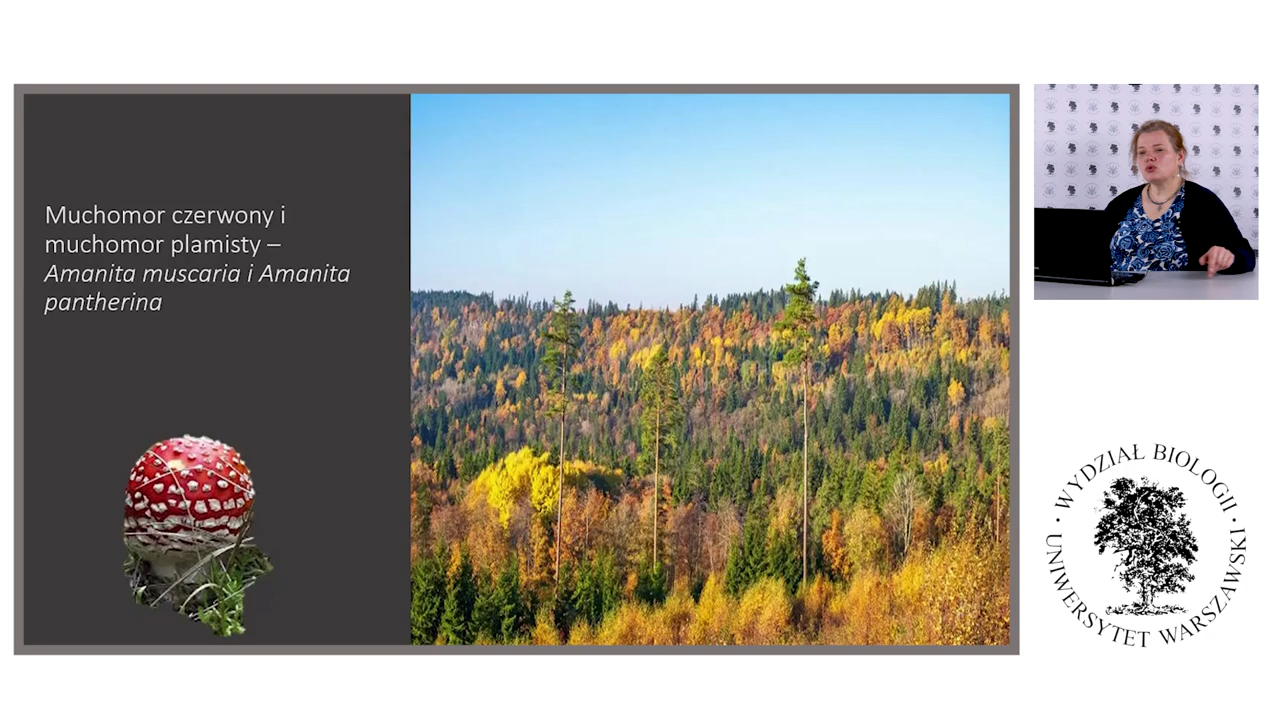 Muchomor czerwony i
muchomor plamisty –
Amanita muscaria i Amanita
pantherina
• WYDZIAŁ BIOLOGII •
UNIWERSYTET WARSZAWSKI